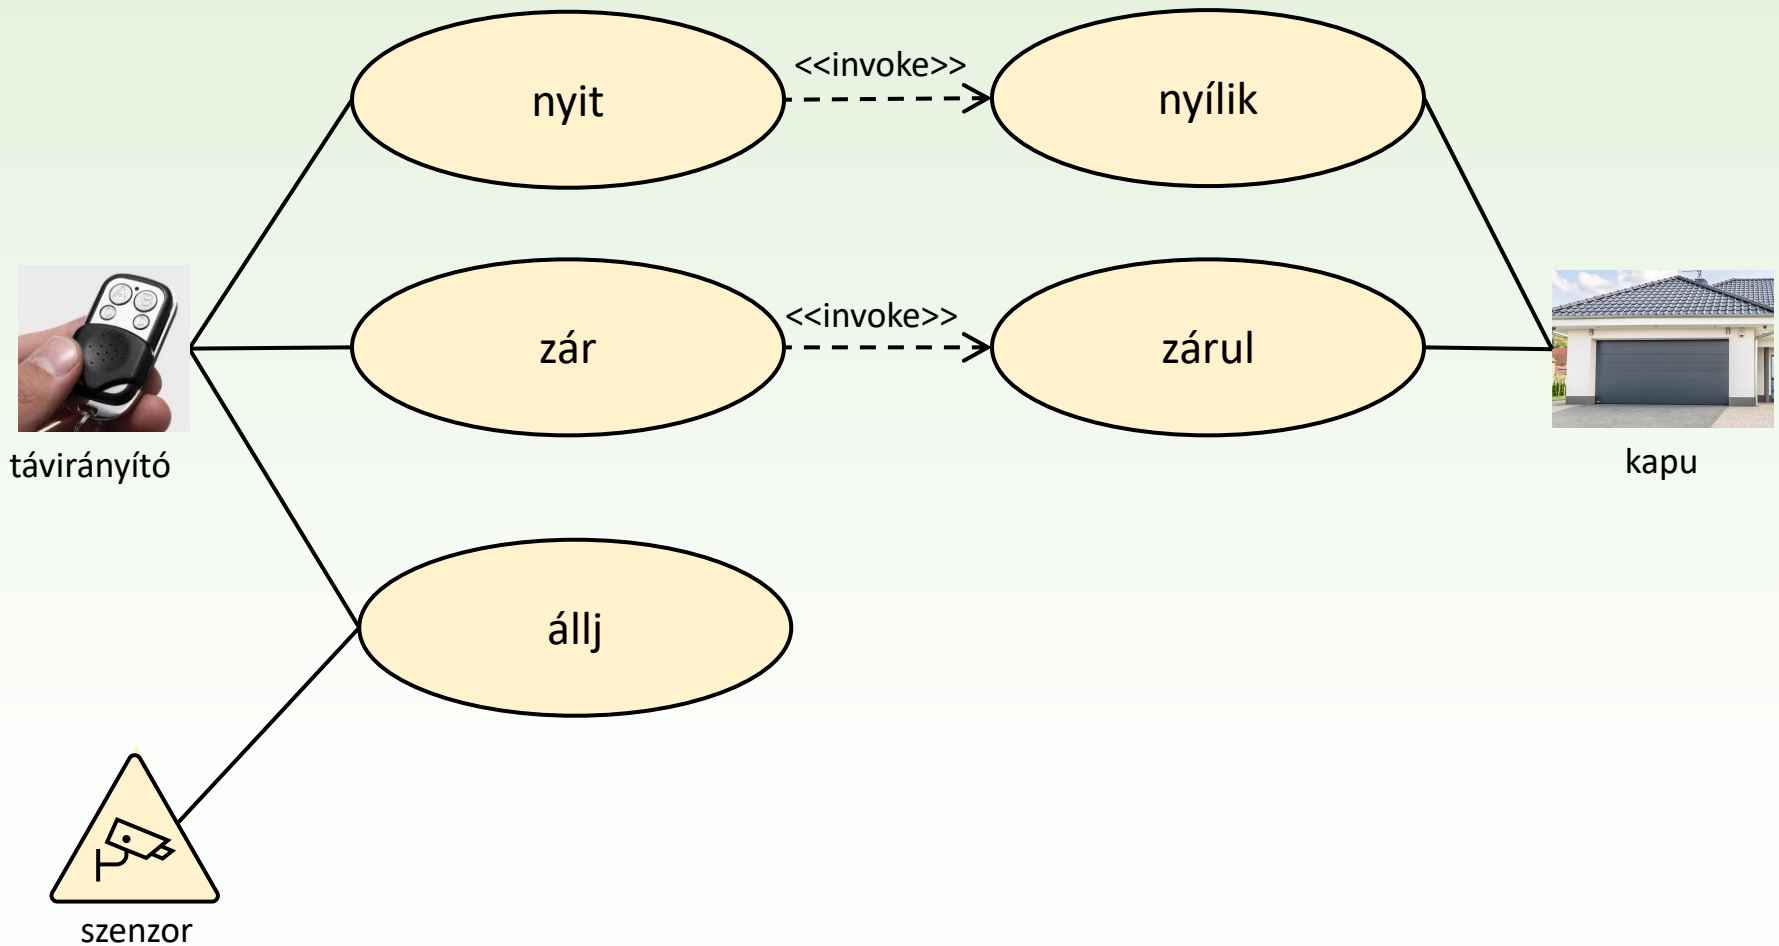 nyit
<<invoke>>
nyílik
zár
<<invoke>>
zárul
távirányító
kapu
állj
szenzor